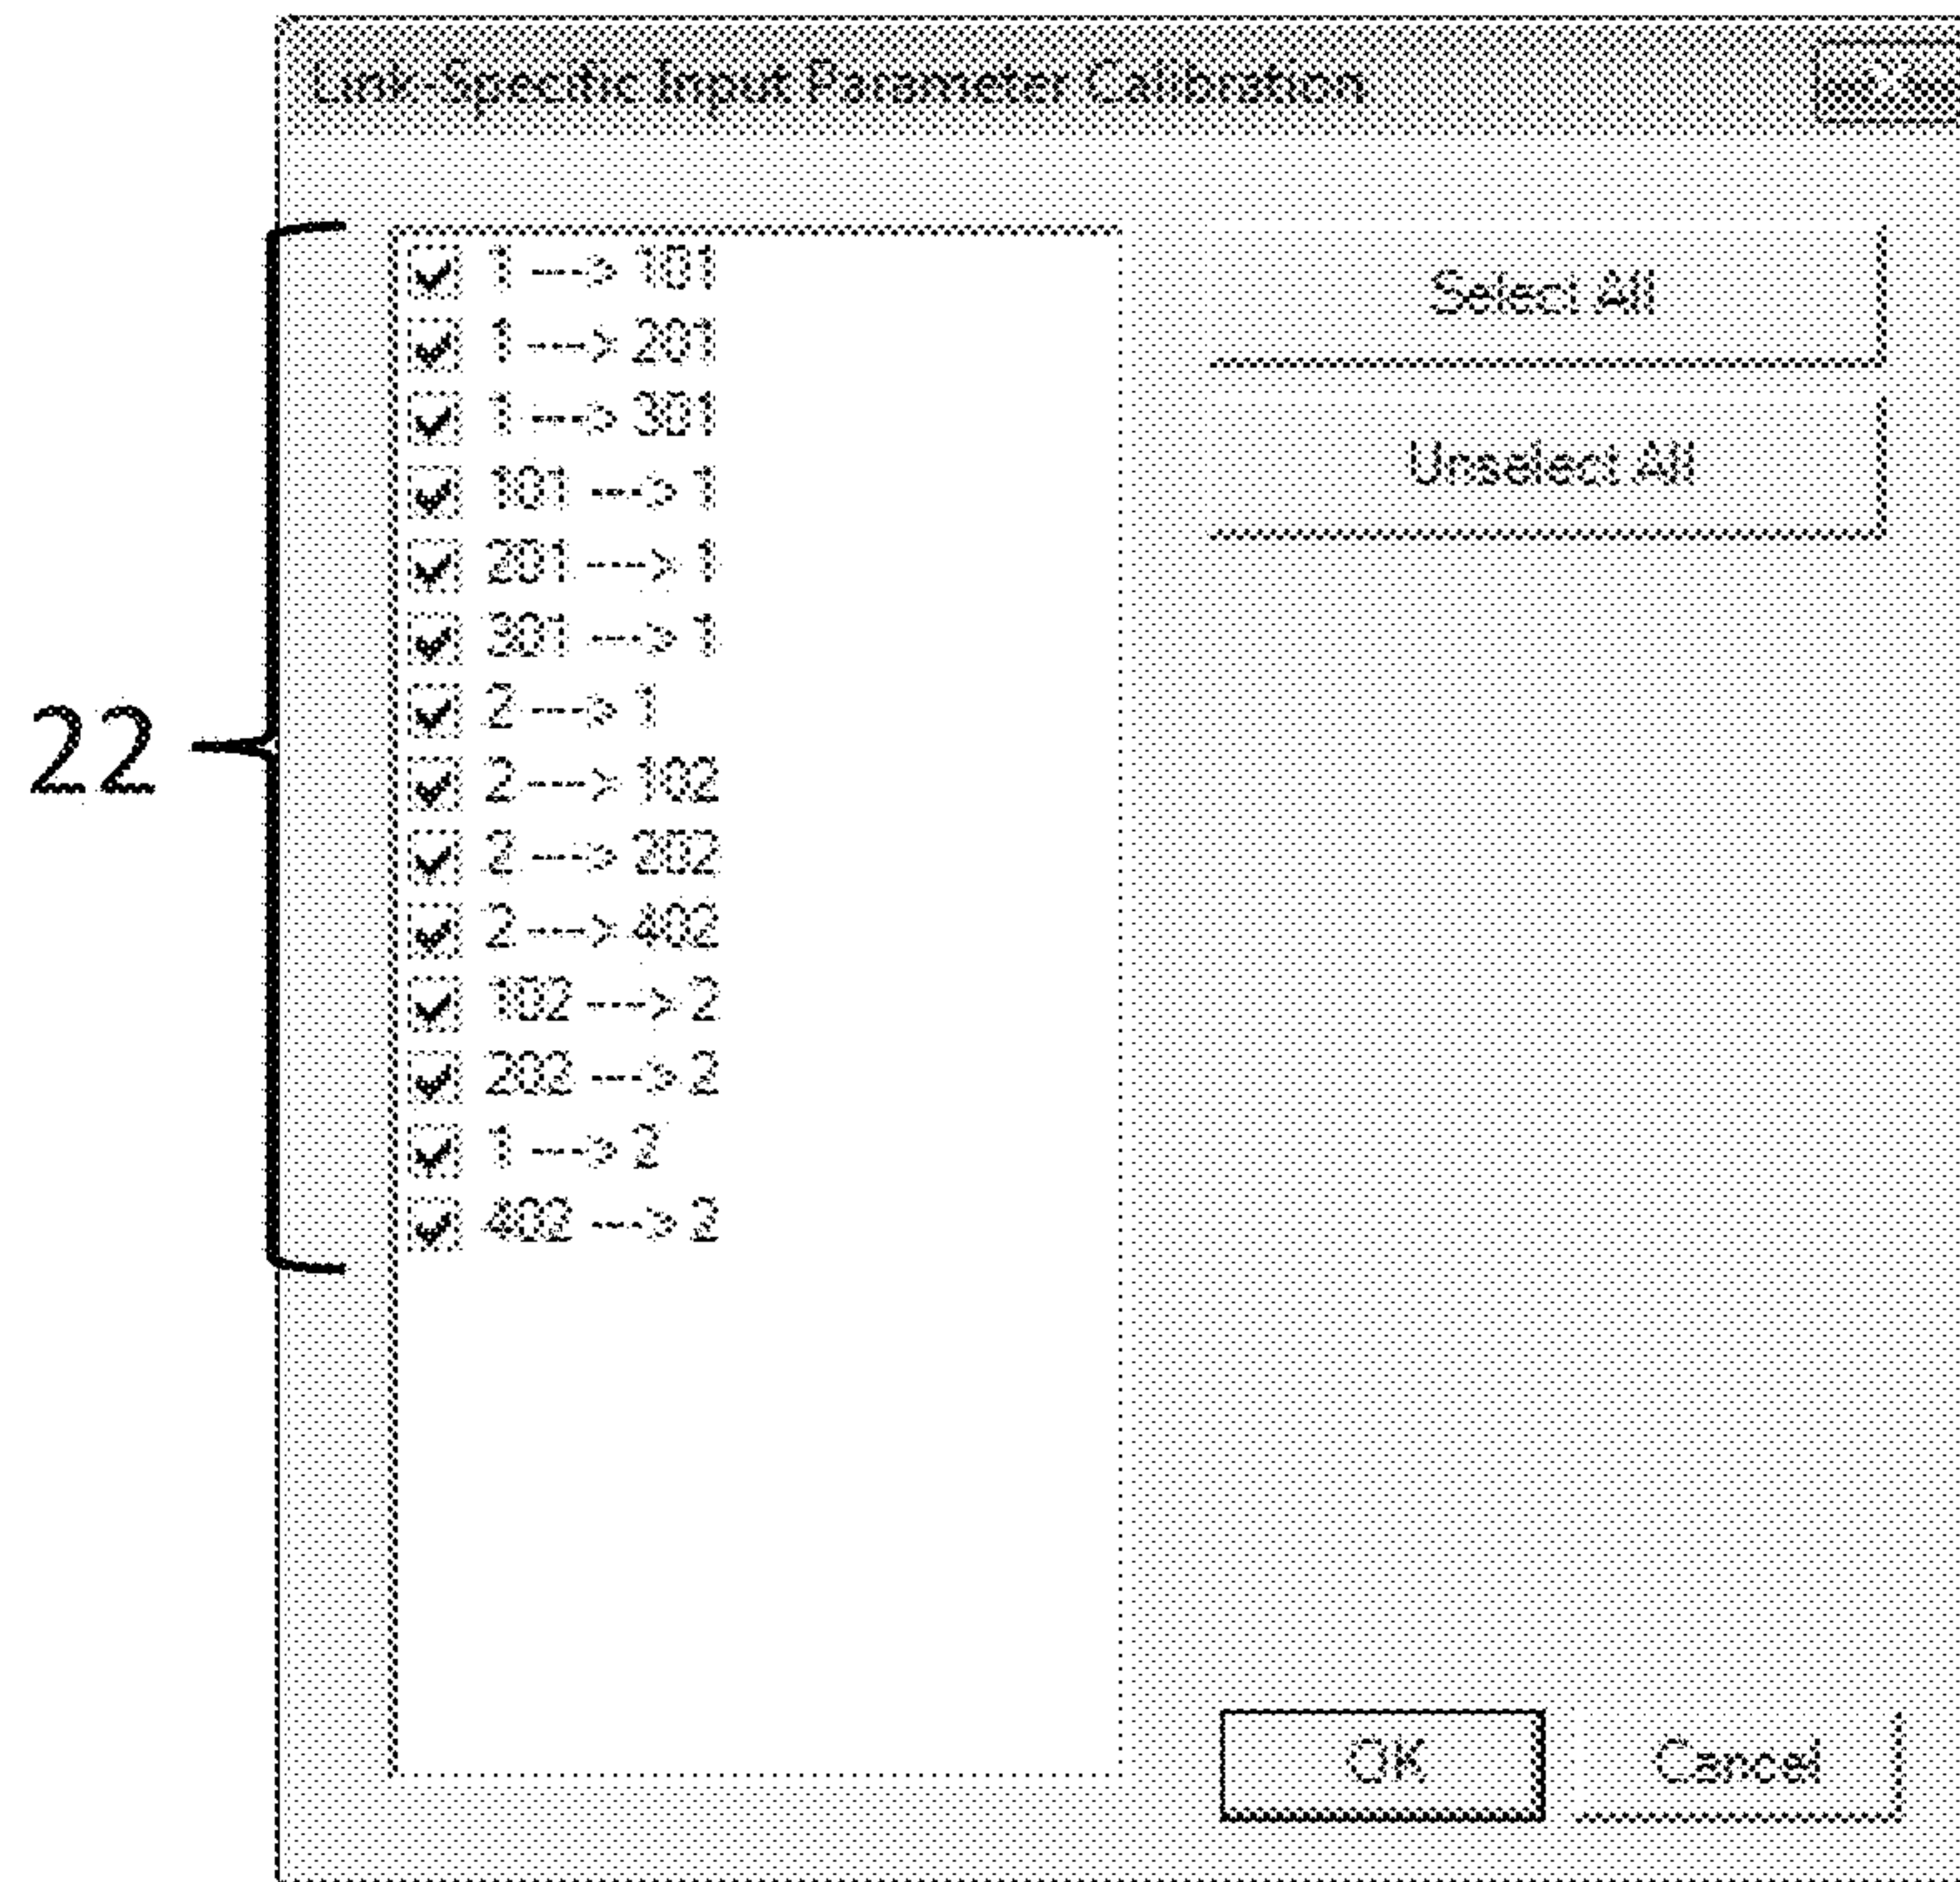 Link-Specific Input Parameter Calibration
1 ---> 101
1 ---> 201
1 ---> 301
101 ---> 1
201 ---> 1
301 ---> 1
2 ---> 1
2 ---> 102
2 ---> 202
2 ---> 402
102 ---> 2
202 ---> 2
1 ---> 2
402 ---> 2
Select All
Unselect All
22
OK
Cancel